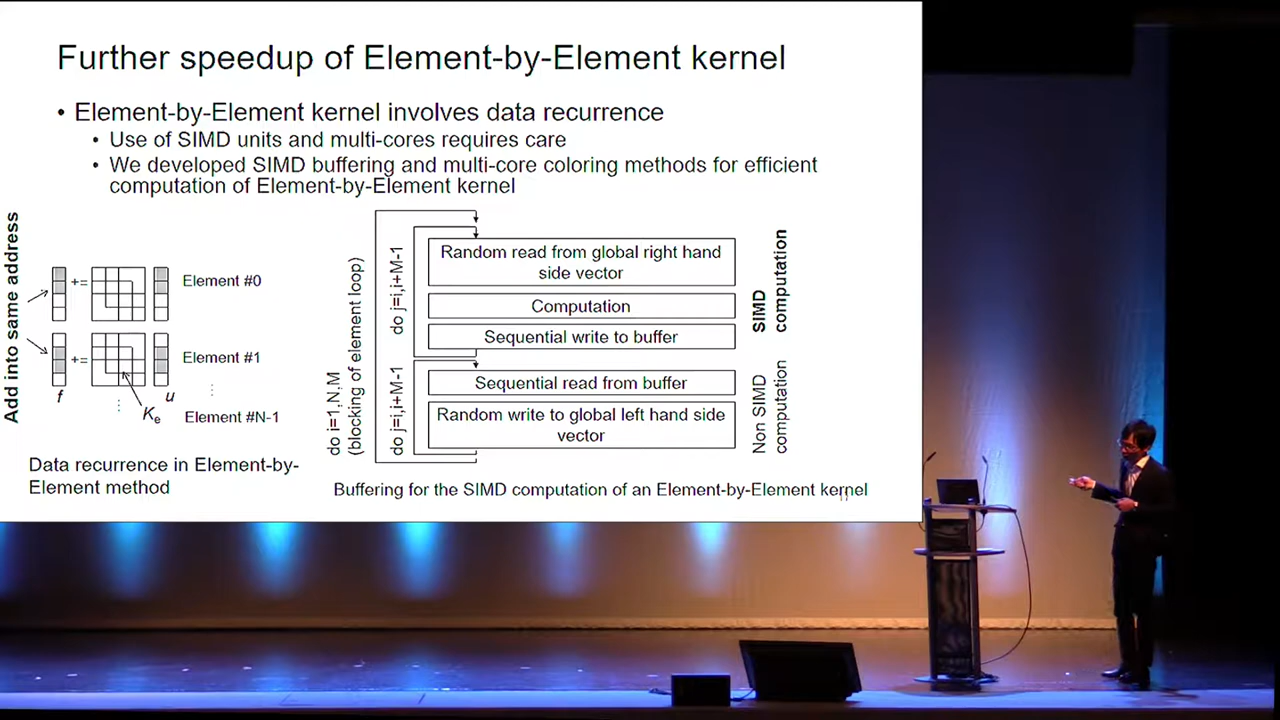 Further speedup of Element-by-Element kernel
• Element-by-Element kernel involves data recurrence
• Use of SIMD units and multi-cores requires care
• We developed SIMD buffering and multi-core coloring methods for efficient
computation of Element-by-Element kernel
Add into same address
+=
Element #0
+=
Element #1
f
u
⋮
⋮
Ke
Element #N-1
Data recurrence in Element-by-
Element method
do i=1,N,M
(blocking of element loop)
do j=i,i+M-1
Random read from global right hand
side vector
Computation
Sequential write to buffer
SIMD
computation
do j=i,i+M-1
Sequential read from buffer
Random write to global left hand side
vector
Non SIMD
computation
Buffering for the SIMD computation of an Element-by-Element kernel